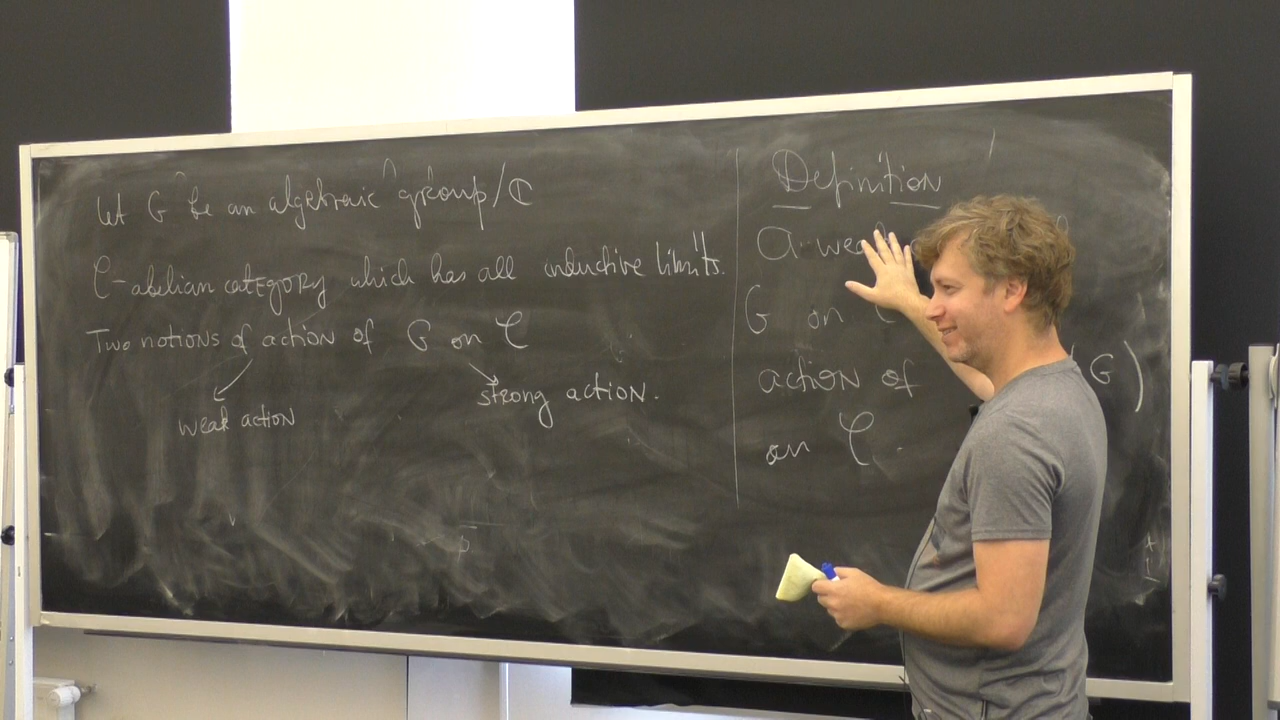 Let G be an algebraic group/ℂ
𝒞-abelian category which has all inductive limits.
Two notions of action of G on 𝒞
weak action
strong action.
Definition
a
G on 𝒞
action of G)
on 𝒞.